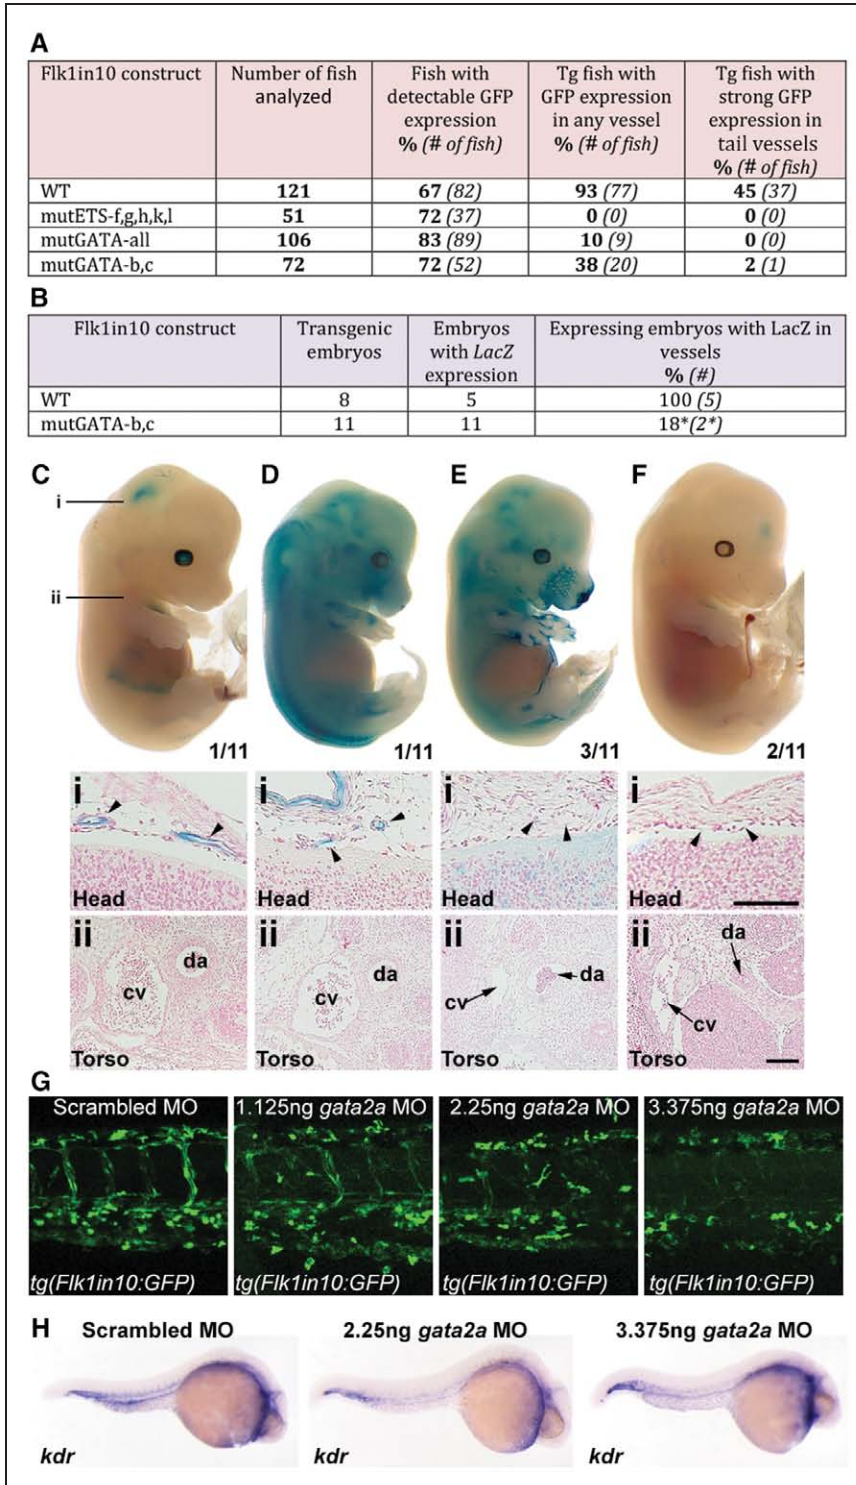 A
Flk1in10 construct
Number of fish
analyzed
Fish with
detectable GFP
expression
% (# of fish)
Tg fish with
GFP expression
in any vessel
% (# of fish)
Tg fish with
strong GFP
expression in
tail vessels
% (# of fish)
WT 121 67 (82) 93 (77) 45 (37)
mutETS-f,g,h,k,l 51 72 (37) 0 (0) 0 (0)
mutGATA-all 106 83 (89) 10 (9) 0 (0)
mutGATA-b,c 72 72 (52) 38 (20) 2 (1)
B
Flk1in10 construct
Transgenic
embryos
Embryos
with LacZ
expression
Expressing embryos with LacZ in
vessels
% (#)
WT 8 5 100 (5)
mutGATA-b,c 11 11 18*(2*)
C D E F
i
ii
1/11 1/11 3/11 2/11
i i i i
Head Head Head Head
ii ii ii ii
cv da
cv da
cv da
cv da
Torso Torso Torso Torso
G
Scrambled MO 1.125ng gata2a MO 2.25ng gata2a MO 3.375ng gata2a MO
tg(Flk1in10:GFP) tg(Flk1in10:GFP) tg(Flk1in10:GFP) tg(Flk1in10:GFP)
H
Scrambled MO 2.25ng gata2a MO 3.375ng gata2a MO
kdr kdr kdr